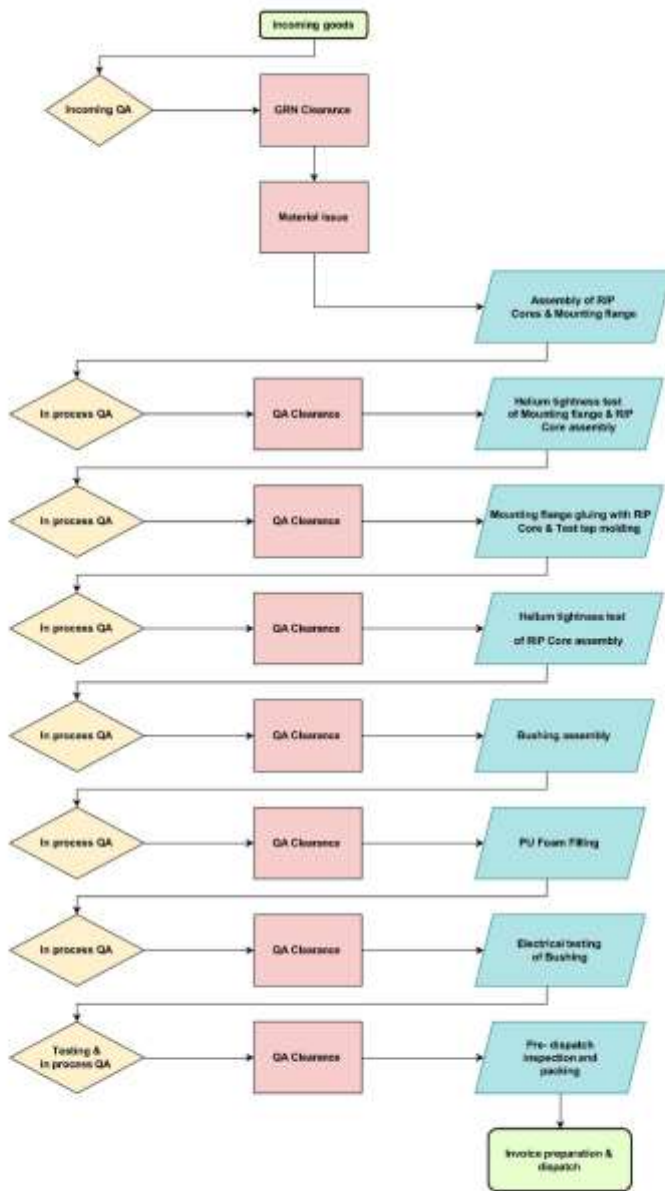 Incoming goods
Incoming QA
GRN Clearance
Material issue
Assembly of RIP
Cores & Mounting flange
In process QA
QA Clearance
Helium tightness test
of Mounting flange & RIP
Core assembly
In process QA
QA Clearance
Mounting flange gluing with RIP
Core & Test tap molding
In process QA
QA Clearance
Helium tightness test
of RIP Core assembly
In process QA
QA Clearance
Bushing assembly
In process QA
QA Clearance
PU Foam Filling
In process QA
QA Clearance
Electrical testing
of Bushing
Testing &
in process QA
QA Clearance
Pre- dispatch
inspection and
packing
Invoice preparation &
dispatch